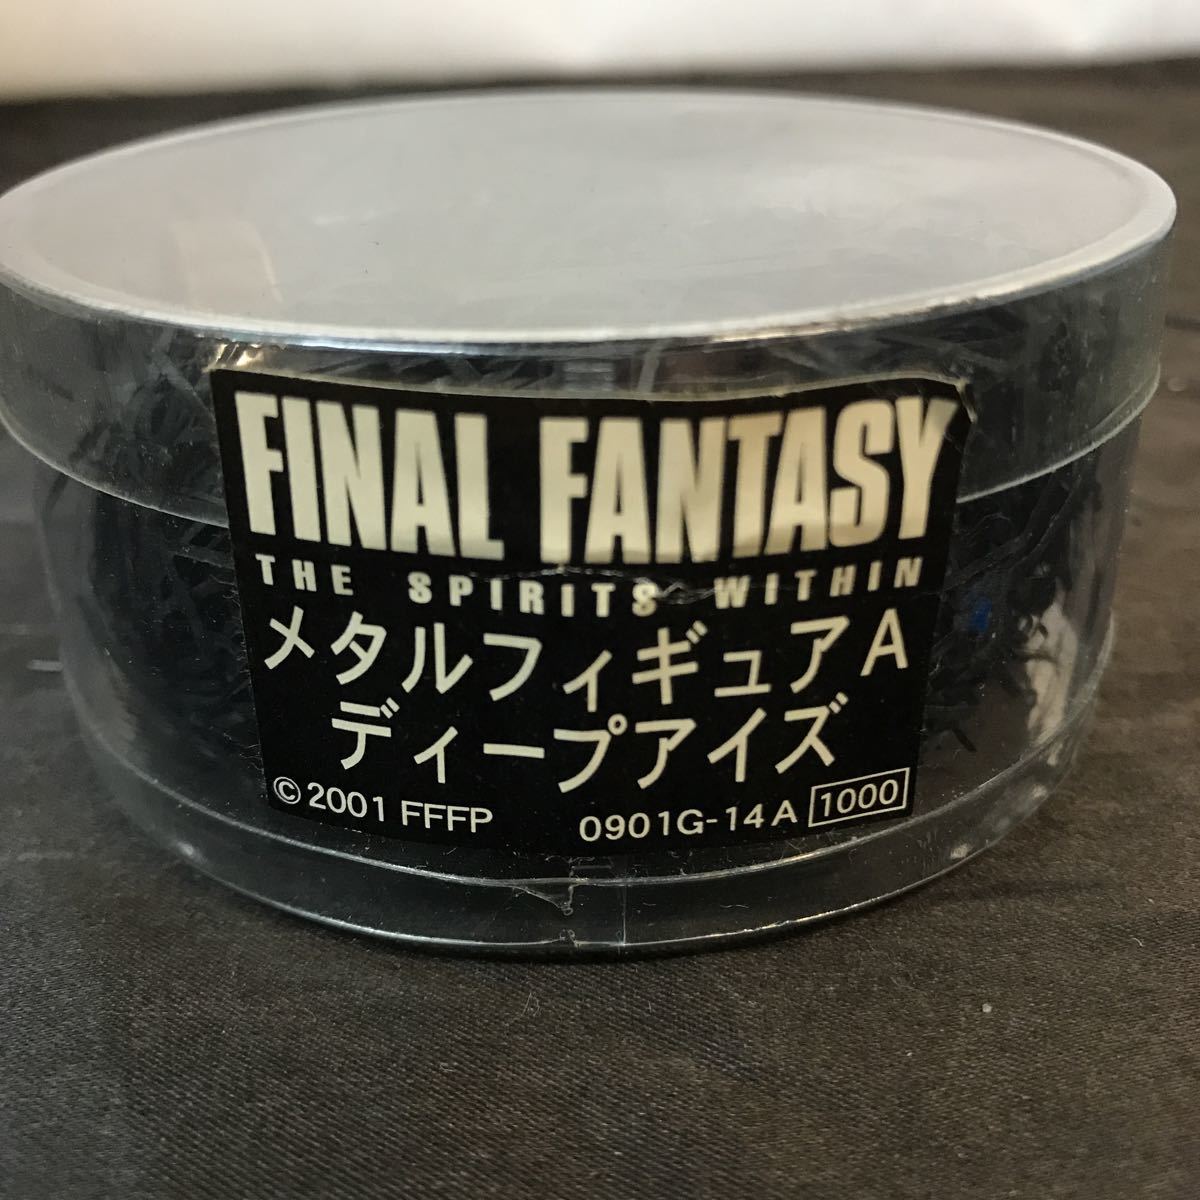 FINAL FANTASY
THE SPIRITS WITHIN
メタルフィギュアA
ディープアイズ
©2001 FFFP 0901G-14A 1000